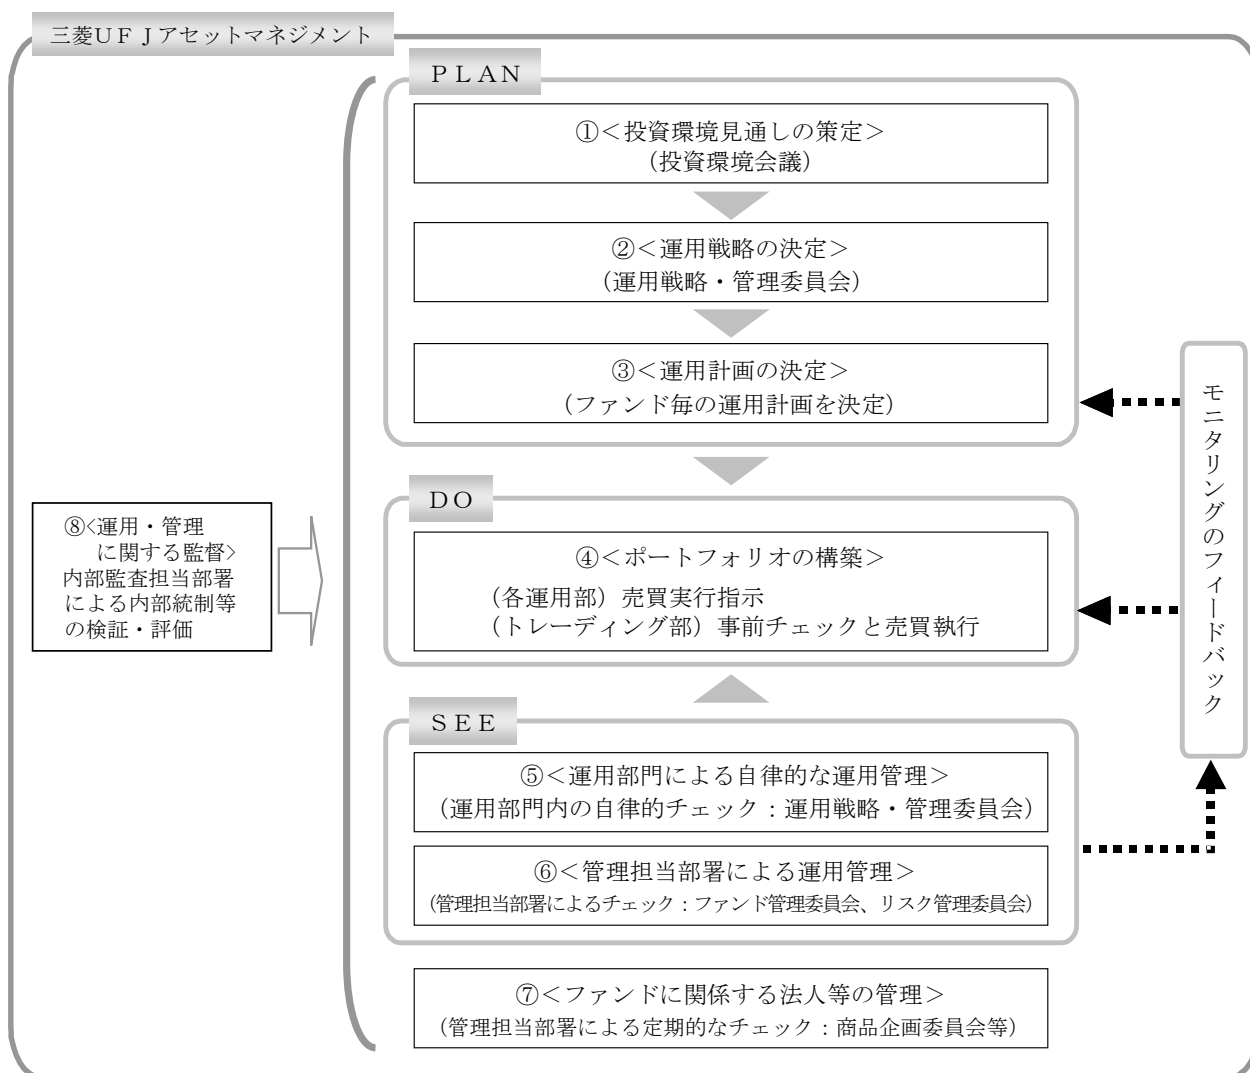 三菱ＵＦＪアセットマネジメント
ＰＬＡＮ
①＜投資環境見通しの策定＞
（投資環境会議）
②＜運用戦略の決定＞
（運用戦略・管理委員会）
③＜運用計画の決定＞
（ファンド毎の運用計画を決定）
ＤＯ
④＜ポートフォリオの構築＞
（各運用部）売買実行指示
（トレーディング部）事前チェックと売買執行
ＳＥＥ
⑤＜運用部門による自律的な運用管理＞
（運用部門内の自律的チェック：運用戦略・管理委員会）
⑥＜管理担当部署による運用管理＞
（管理担当部署によるチェック：ファンド管理委員会、リスク管理委員会）
⑦＜ファンドに関係する法人等の管理＞
（管理担当部署による定期的なチェック：商品企画委員会等）
⑧<運用・管理
に関する監督>
内部監査担当部署
による内部統制等
の検証・評価
モニタリングのフィードバック